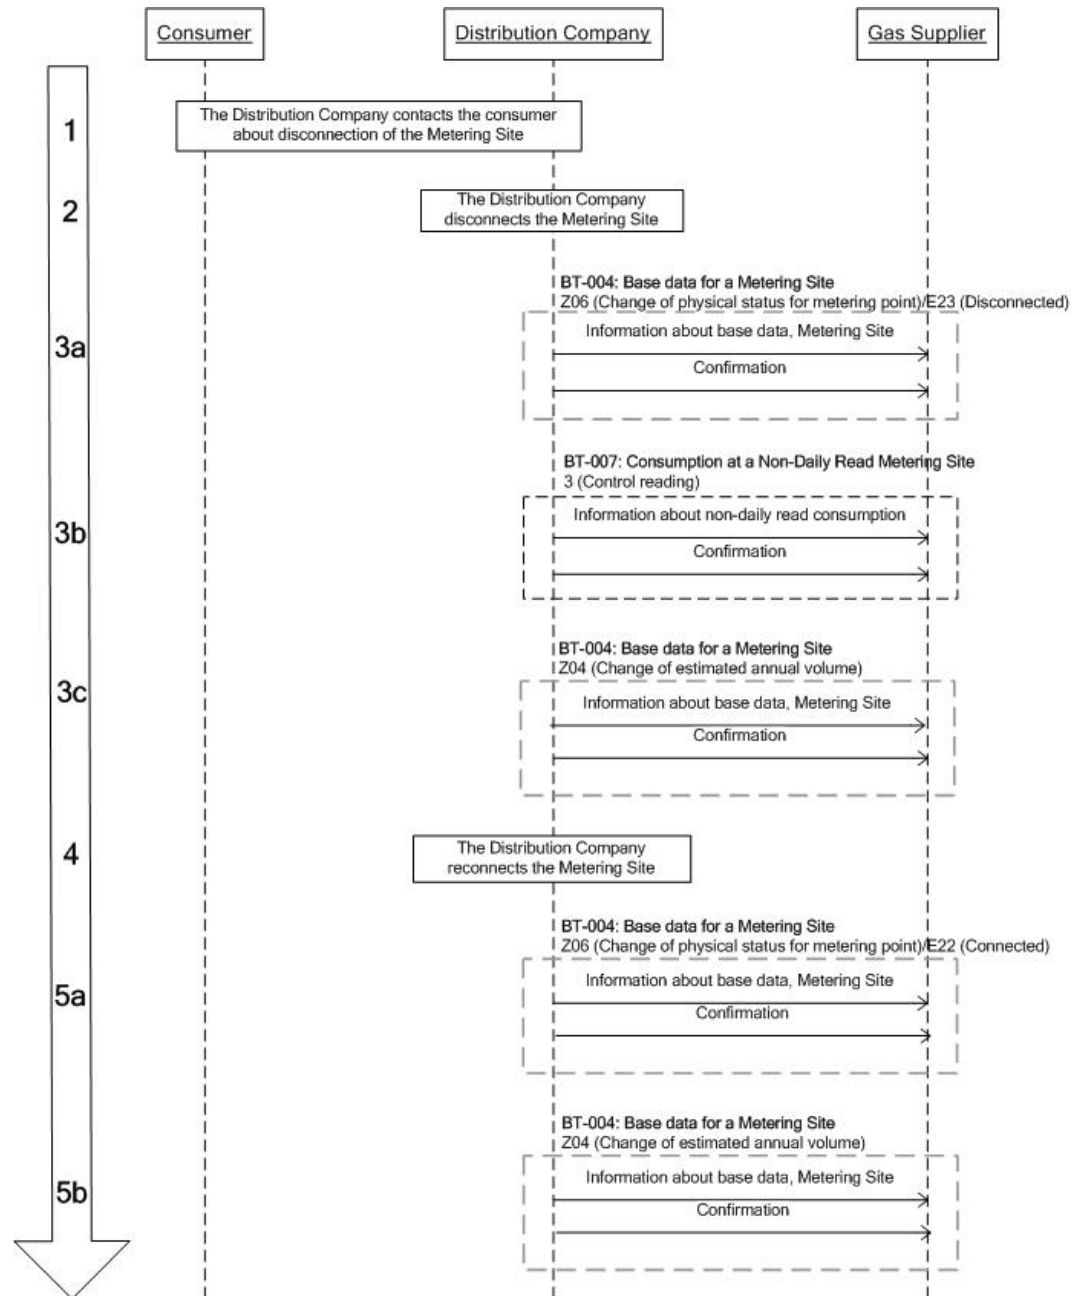 Consumer
Distribution Company
Gas Supplier
1
The Distribution Company contacts the consumer
about disconnection of the Metering Site
2
The Distribution Company
disconnects the Metering Site
BT-004: Base data for a Metering Site
Z06 (Change of physical status for metering point)/E23 (Disconnected)
3a
Information about base data, Metering Site
Confirmation
BT-007: Consumption at a Non-Daily Read Metering Site
3 (Control reading)
3b
Information about non-daily read consumption
Confirmation
BT-004: Base data for a Metering Site
Z04 (Change of estimated annual volume)
3c
Information about base data, Metering Site
Confirmation
4
The Distribution Company
reconnects the Metering Site
BT-004: Base data for a Metering Site
Z06 (Change of physical status for metering point)/E22 (Connected)
5a
Information about base data, Metering Site
Confirmation
BT-004: Base data for a Metering Site
Z04 (Change of estimated annual volume)
5b
Information about base data, Metering Site
Confirmation